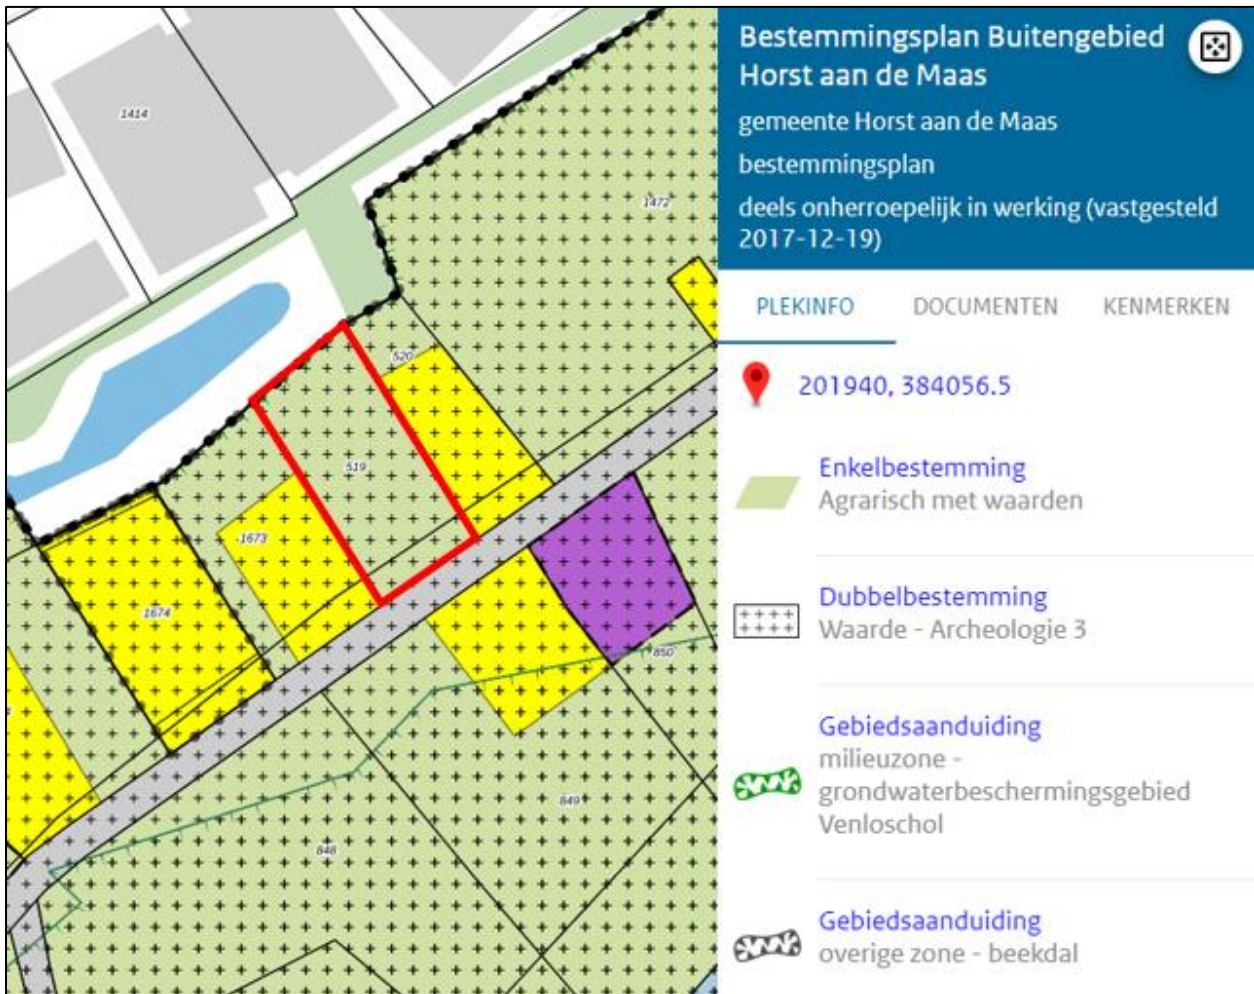 Bestemmingsplan Buitengebied
Horst aan de Maas
gemeente Horst aan de Maas
bestemmingsplan
deels onherroepelijk in werking (vastgesteld
2017-12-19)
PLEKINFO DOCUMENTEN KENMERKEN
201940, 384056.5
Enkelbestemming
Agrarisch met waarden
Dubbelbestemming
Waarde - Archeologie 3
Gebiedsaanduiding
milieuzone -
grondwaterbeschermingsgebied
Venloschol
Gebiedsaanduiding
overige zone - beekdal
1414
1472
520
519
1673
1674
850
849
848